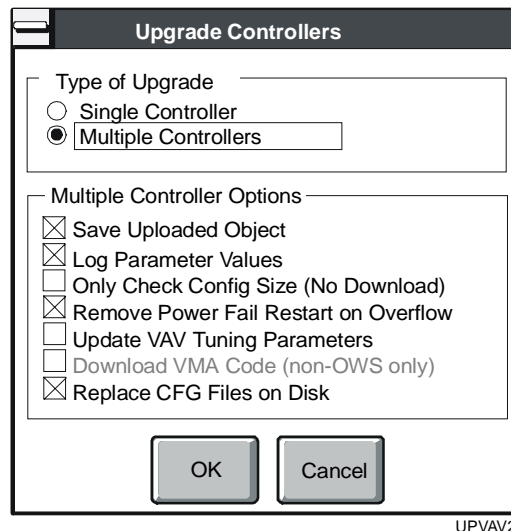 Upgrade Controllers
Type of Upgrade
Single Controller
Multiple Controllers
Multiple Controller Options
Save Uploaded Object
Log Parameter Values
Only Check Config Size (No Download)
Remove Power Fail Restart on Overflow
Update VAV Tuning Parameters
Download VMA Code (non-OWS only)
Replace CFG Files on Disk
OK
Cancel
UPVAV2